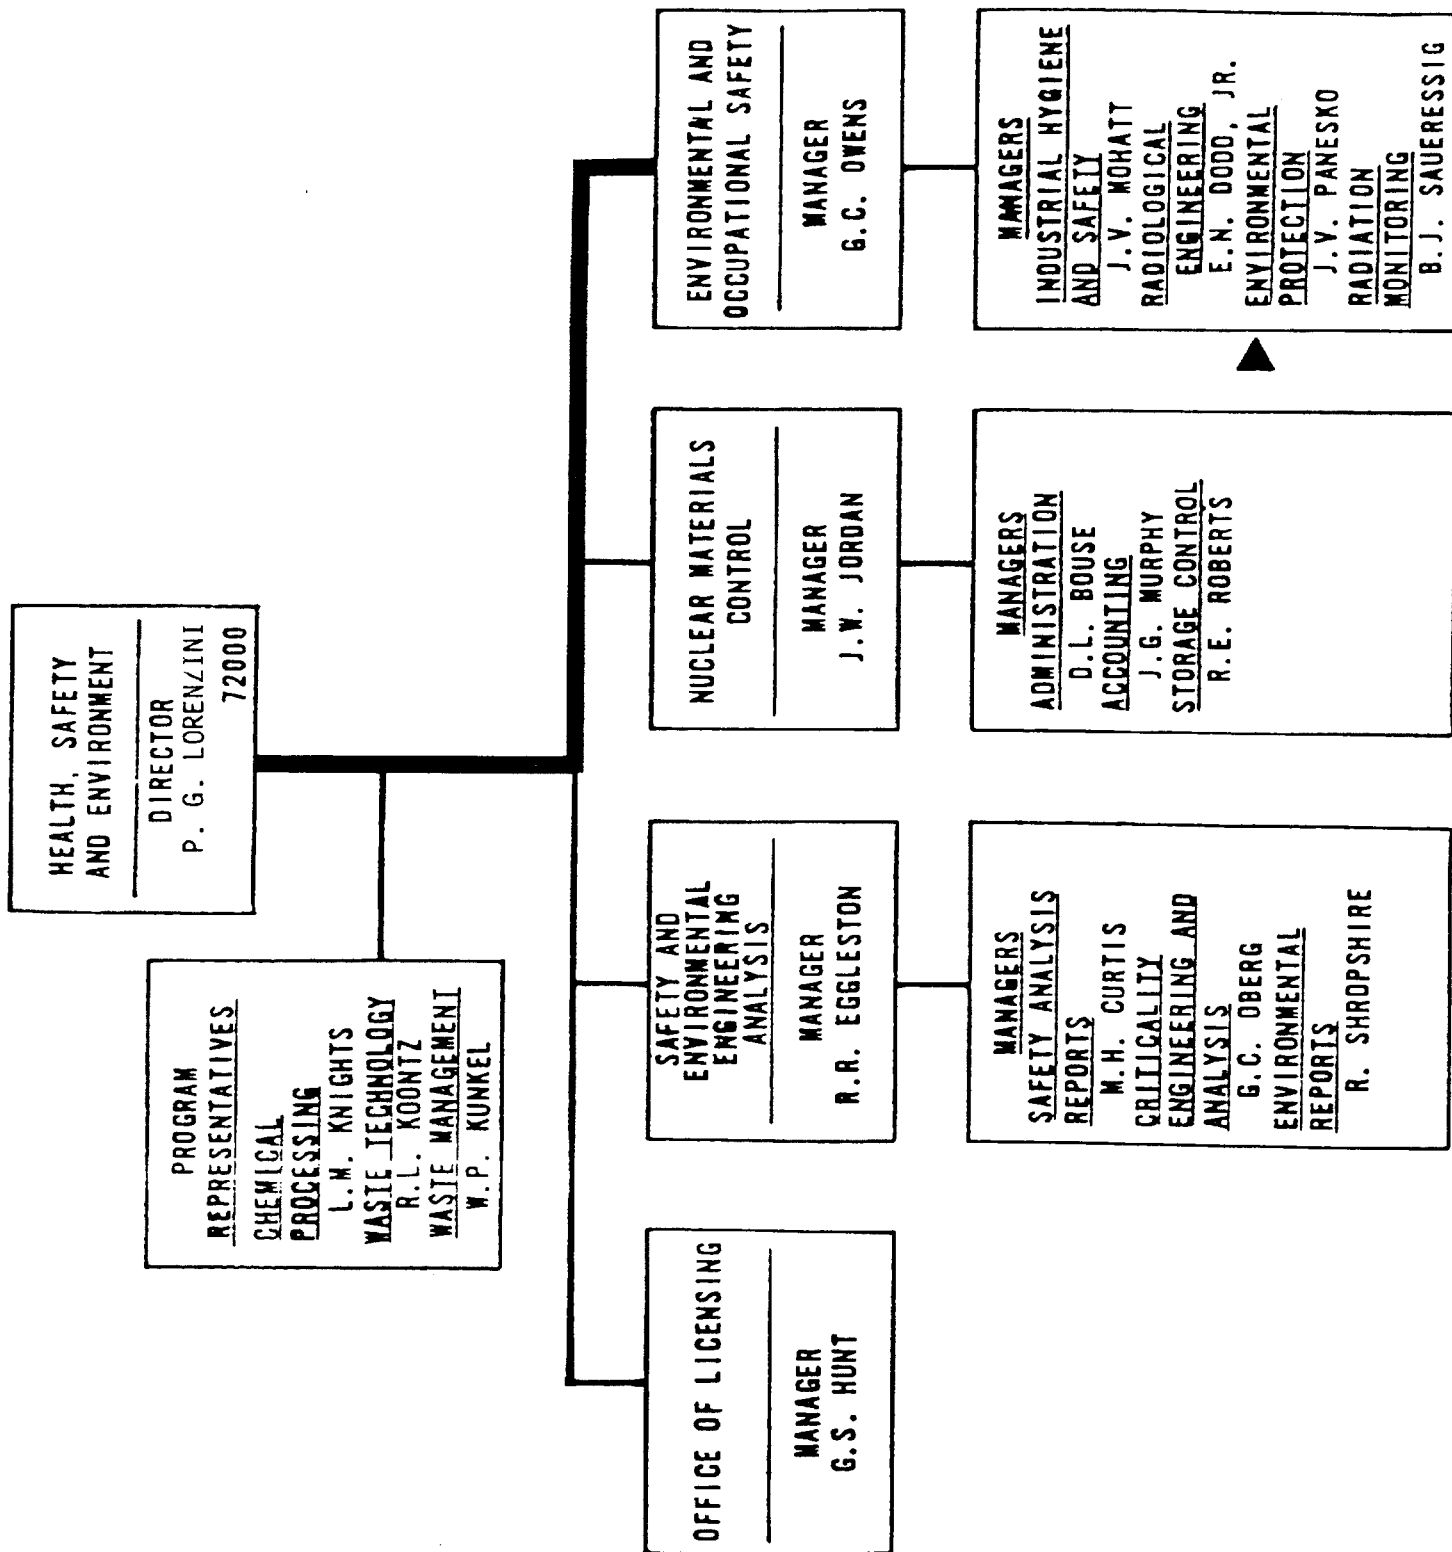 HEALTH, SAFETY
AND ENVIRONMENT
DIRECTOR
P. G. LORENZINI
72000
PROGRAM
REPRESENTATIVES
CHEMICAL
PROCESSING
L.M. KNIGHTS
WASTE TECHNOLOGY
R.L. KOONTZ
WASTE MANAGEMENT
W.P. KUNKEL
OFFICE OF LICENSING
MANAGER
G.S. HUNT
SAFETY AND
ENVIRONMENTAL
ENGINEERING
ANALYSIS
MANAGER
R.R. EGGLESTON
MANAGERS
SAFETY ANALYSIS
REPORTS
M.H. CURTIS
CRITICALITY
ENGINEERING AND
ANALYSIS
G.C. OBERG
ENVIRONMENTAL
REPORTS
R. SHROPSHIRE
NUCLEAR MATERIALS
CONTROL
MANAGER
J.W. JORDAN
MANAGERS
ADMINISTRATION
D.L. BOUSE
ACCOUNTING
J.G. MURPHY
STORAGE CONTROL
R.E. ROBERTS
ENVIRONMENTAL AND
OCCUPATIONAL SAFETY
MANAGER
G.C. OWENS
MANAGERS
INDUSTRIAL HYGIENE
AND SAFETY
J.V. MOHATT
RADIOLOGICAL
ENGINEERING
E.N. DODD, JR.
ENVIRONMENTAL
PROTECTION
J.V. PANESKO
RADIATION
MONITORING
B.J. SAUERESSIG